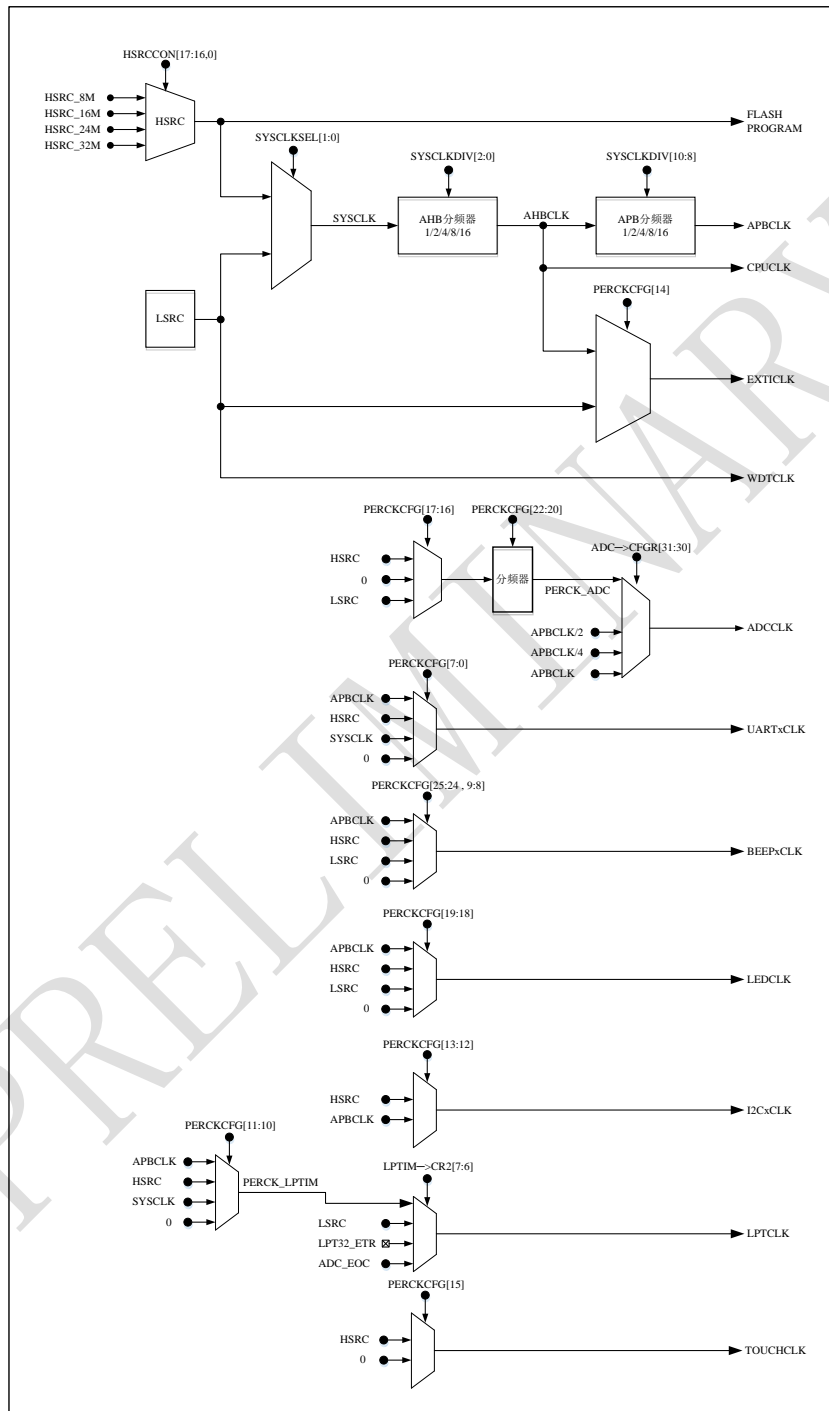 HSRCCON[17:16,0]
HSRC_8M
HSRC_16M
HSRC_24M
HSRC_32M
HSRC
FLASH
PROGRAM
SYSCLKSEL[1:0]
SYSCLKDIV[2:0]
SYSCLKDIV[10:8]
SYSCLK
AHB分频器
1/2/4/8/16
AHBCLK
APB分频器
1/2/4/8/16
APBCLK
CPUCLK
LSRC
PERCKCFG[14]
EXTICLK
WDTCLK
PERCKCFG[17:16]
PERCKCFG[22:20]
ADC—>CFGR[31:30]
HSRC
0
LSRC
分频器
PERCK_ADC
APBCLK/2
APBCLK/4
APBCLK
ADCCLK
PERCKCFG[7:0]
APBCLK
HSRC
SYSCLK
0
UARTxCLK
PERCKCFG[25:24 , 9:8]
APBCLK
HSRC
LSRC
0
BEEPxCLK
PERCKCFG[19:18]
APBCLK
HSRC
LSRC
0
LEDCLK
PERCKCFG[13:12]
HSRC
APBCLK
I2CxCLK
PERCKCFG[11:10]
APBCLK
HSRC
SYSCLK
0
PERCK_LPTIM
LPTIM—>CR2[7:6]
LSRC
LPT32_ETR
ADC_EOC
LPTCLK
PERCKCFG[15]
HSRC
0
TOUCHCLK
PRELIMINARY